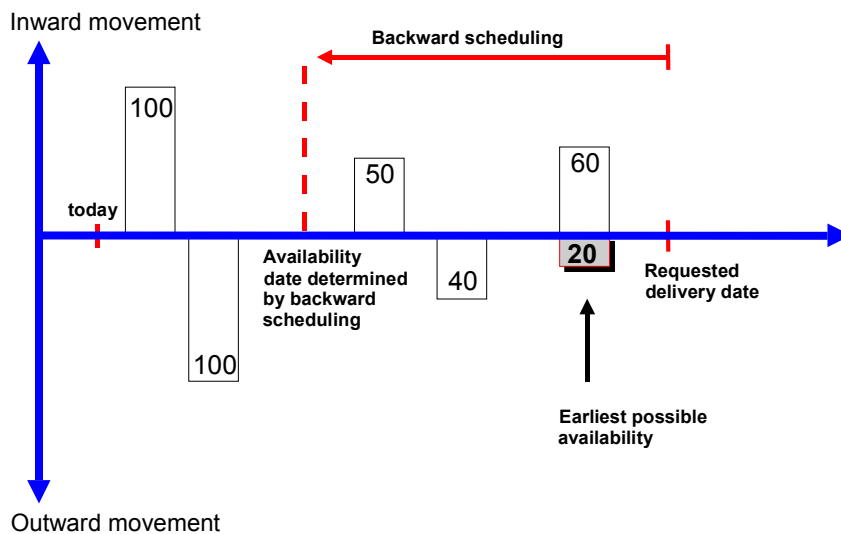 Inward movement
Backward scheduling
100
50
60
today
20
Availability
date determined
by backward
scheduling
40
Requested
delivery date
100
Earliest possible
availability
Outward movement